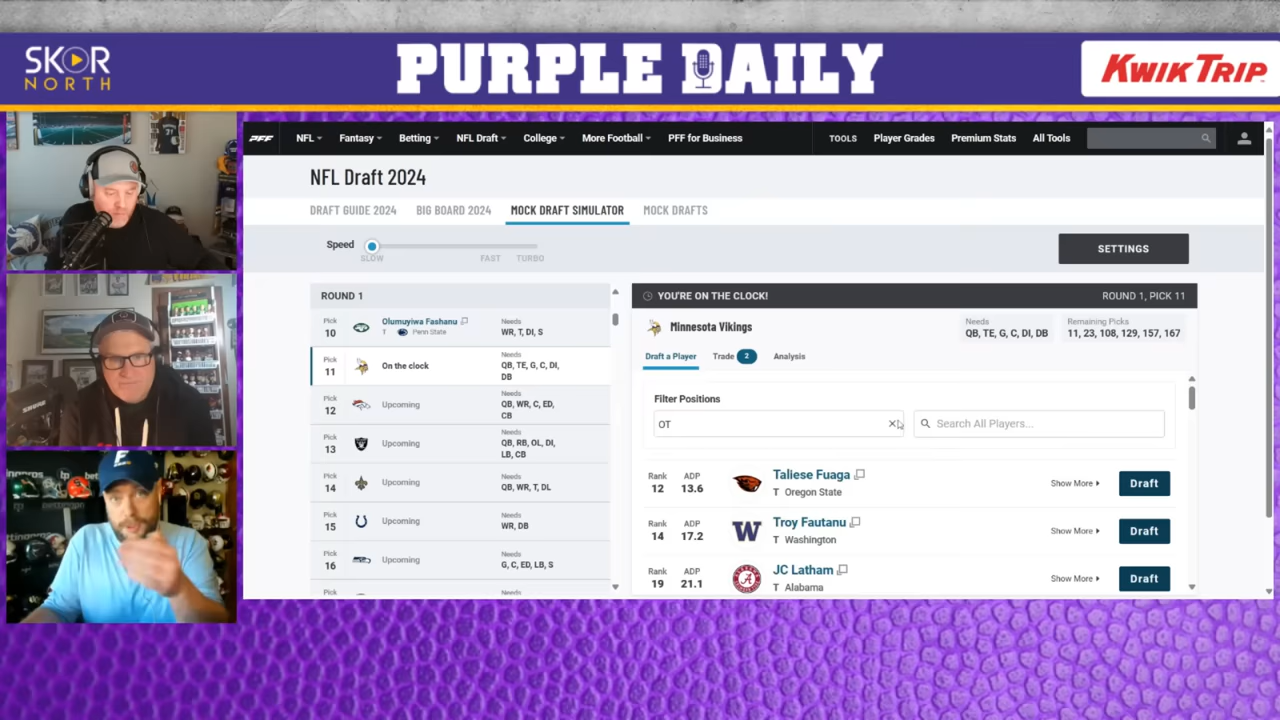 SKOR
NORTH
PURPLE DAILY
KWIK TRIP
PFF
NFL
Fantasy
Betting
NFL Draft
College
More Football
PFF for Business
TOOLS
Player Grades
Premium Stats
All Tools
NFL Draft 2024
DRAFT GUIDE 2024
BIG BOARD 2024
MOCK DRAFT SIMULATOR
MOCK DRAFTS
Speed
SLOW
FAST
TURBO
SETTINGS
ROUND 1
Pick
10
Olumuyiwa Fashanu
T
Penn State
Needs
WR, T, DI, S
Pick
11
On the clock
Needs
QB, TE, G, C, DI,
DB
Pick
12
Upcoming
Needs
QB, WR, C, ED,
CB
Pick
13
Upcoming
Needs
QB, RB, OL, DI,
LB, CB
Pick
14
Upcoming
Needs
QB, WR, T, DL
Pick
15
Upcoming
Needs
WR, DB
Pick
16
Upcoming
Needs
G, C, ED, LB, S
Pick
Needs
YOU'RE ON THE CLOCK!
ROUND 1, PICK 11
Minnesota Vikings
Needs
QB, TE, G, C, DI, DB
Remaining Picks
11, 23, 108, 129, 157, 167
Draft a Player
Trade 2
Analysis
Filter Positions
OT
Search All Players...
Rank
12
ADP
13.6
Taliese Fuaga
T Oregon State
Show More
Draft
Rank
14
ADP
17.2
Troy Fautanu
T Washington
Show More
Draft
Rank
19
ADP
21.1
JC Latham
T Alabama
Show More
Draft